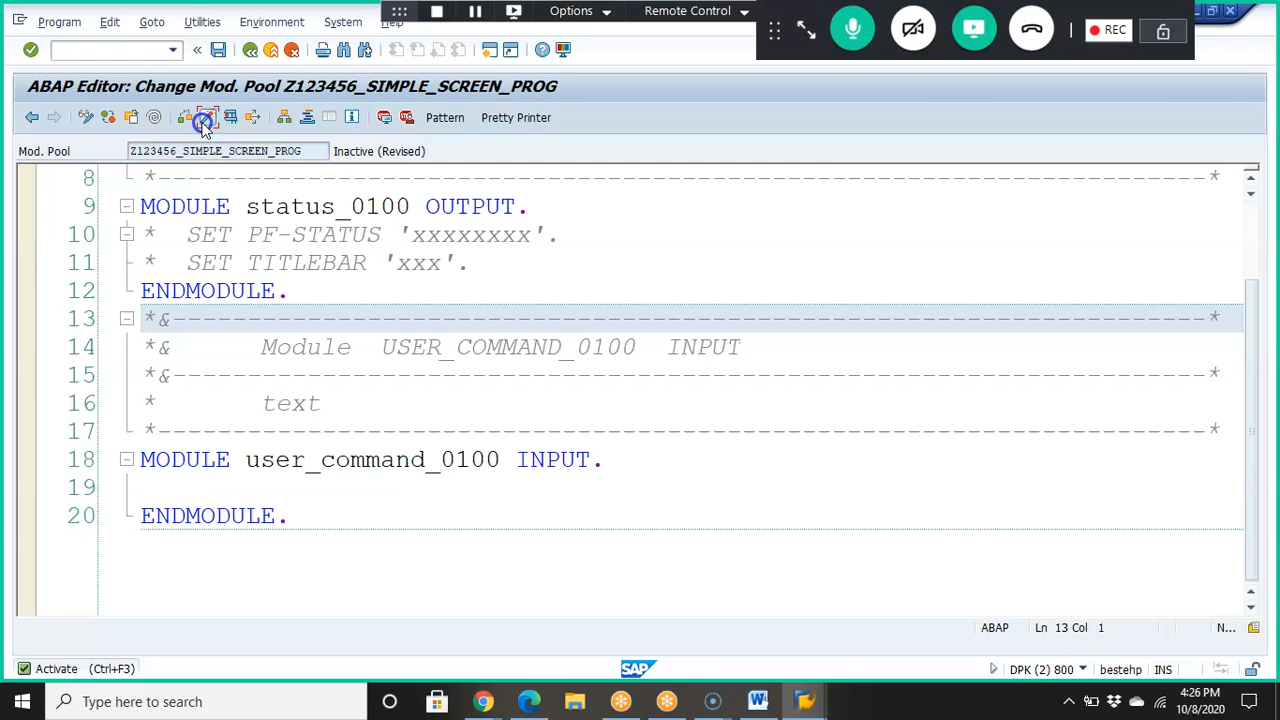 Program Edit Goto Utilities Environment System Help
Options Remote Control
REC
ABAP Editor: Change Mod. Pool Z123456_SIMPLE_SCREEN_PROG
Pattern Pretty Printer
Mod. Pool Z123456_SIMPLE_SCREEN_PROG Inactive (Revised)
8 *----------------------------------------------------------------------*
9 MODULE status_0100 OUTPUT.
10 * SET PF-STATUS 'xxxxxxxx'.
11 * SET TITLEBAR 'xxx'.
12 ENDMODULE.
13 *&---------------------------------------------------------------------*
14 *& Module USER_COMMAND_0100 INPUT
15 *&---------------------------------------------------------------------*
16 * text
17 *----------------------------------------------------------------------*
18 MODULE user_command_0100 INPUT.
19
20 ENDMODULE.
ABAP Ln 13 Col 1 N...
Activate (Ctrl+F3) SAP DPK (2) 800 bestehp INS
Type here to search
4:26 PM
10/8/2020